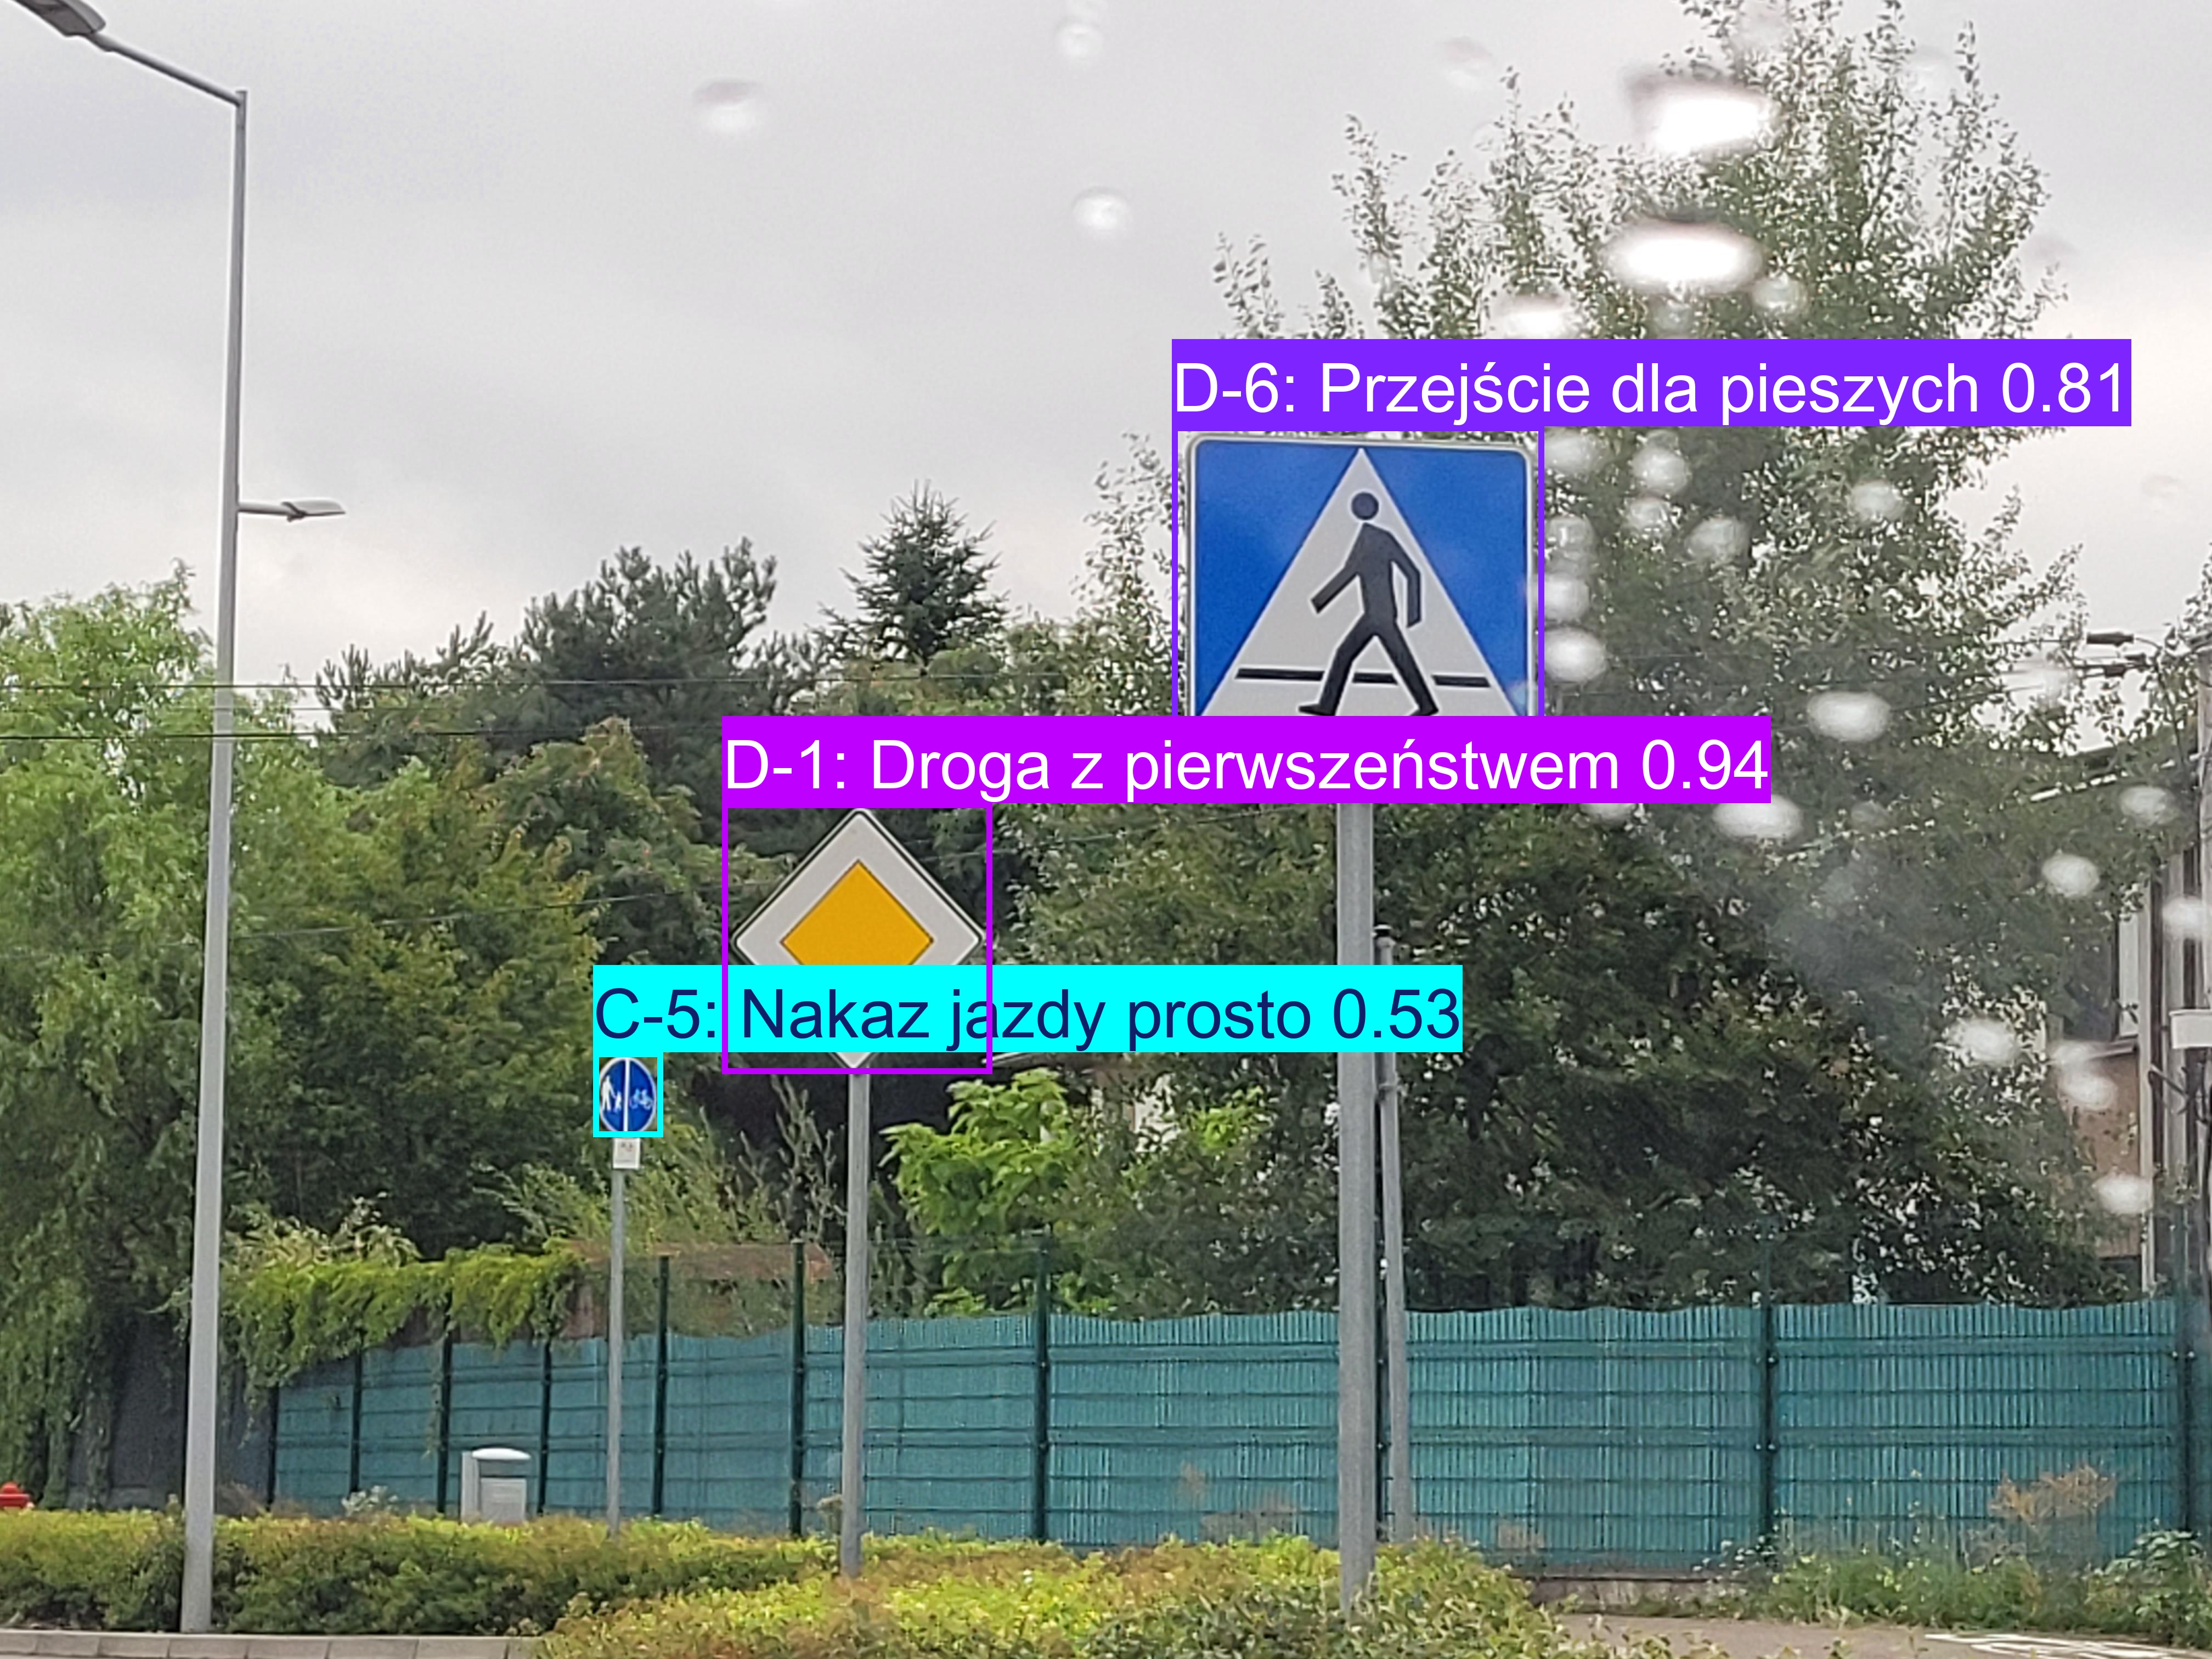 D-6: Przejście dla pieszych 0.81
D-1: Droga z pierwszeństwem 0.94
C-5: Nakaz jazdy prosto 0.53